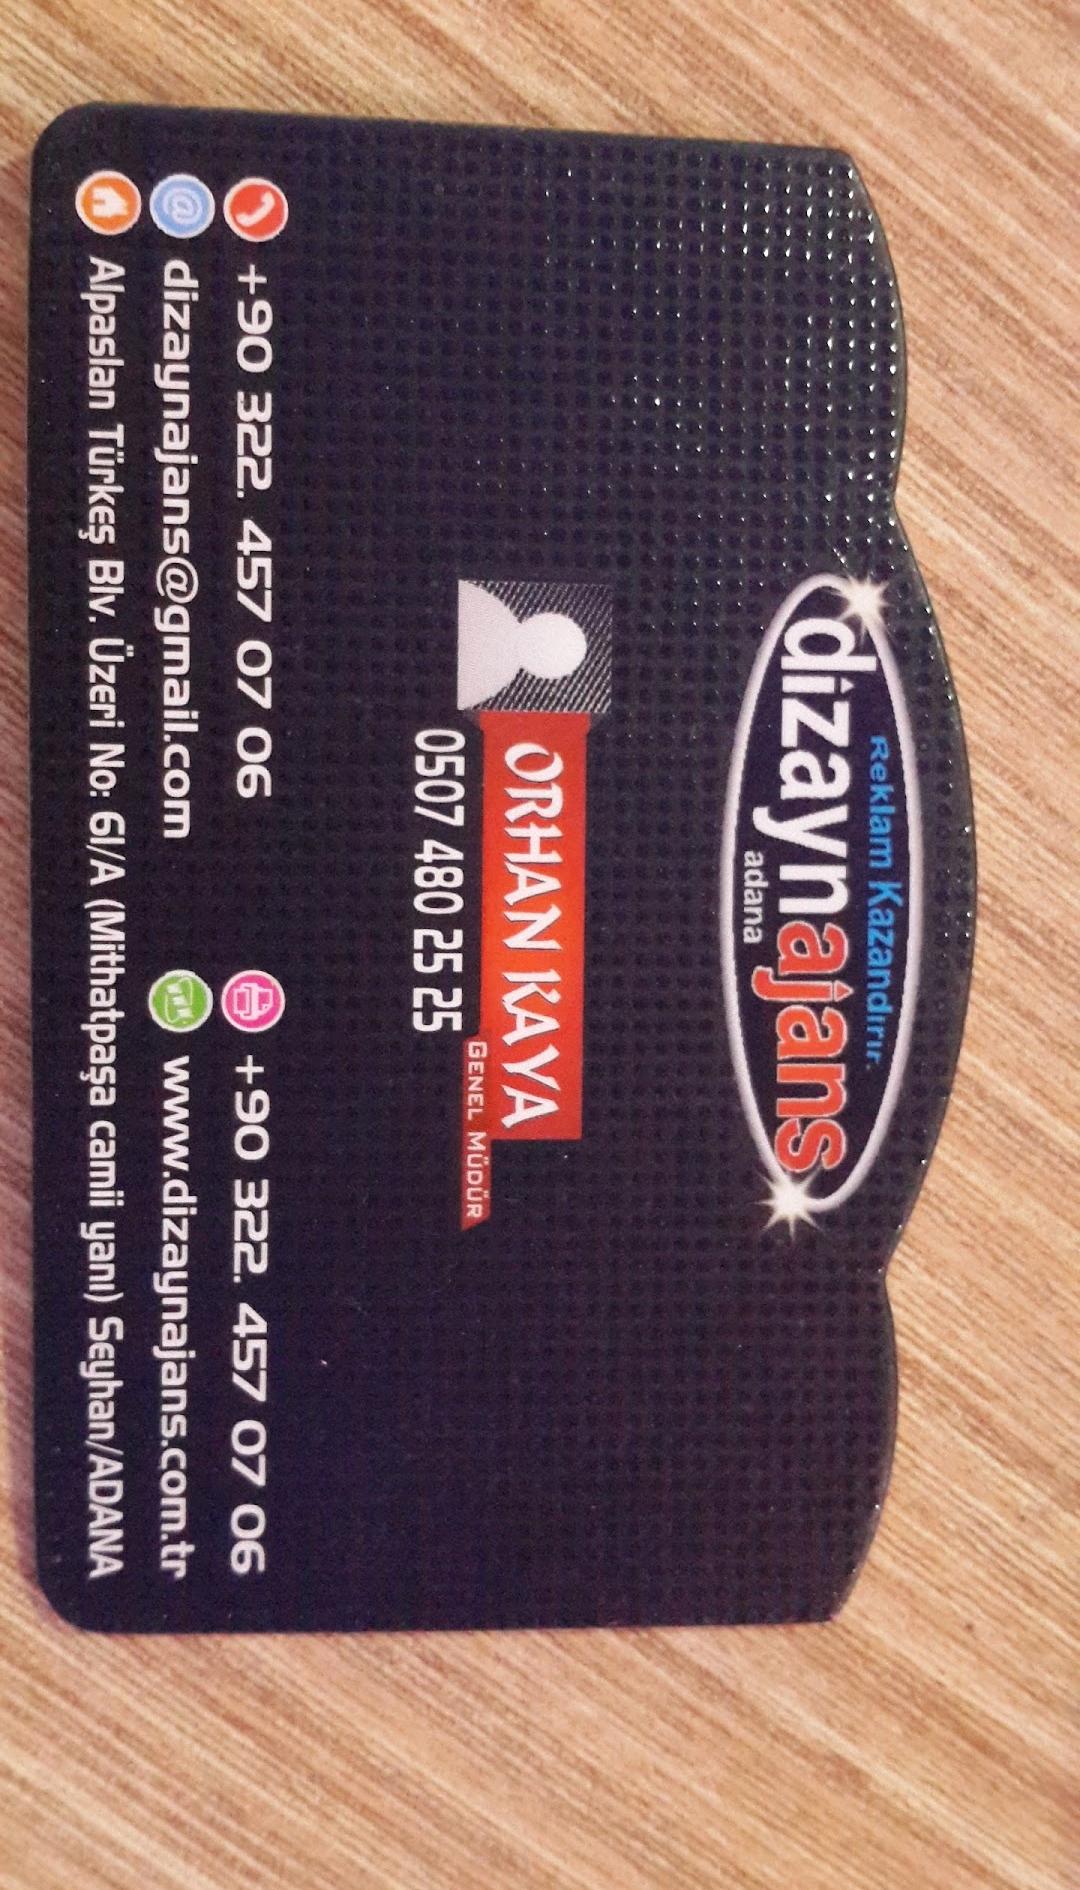 Reklam Kazandırır.
dizaynajans
adana
ORHAN KAYA
GENEL MÜDÜR
0507 480 25 25
+90 322. 457 07 06
+90 322. 457 07 06
dizaynajans@gmail.com
www.dizaynajans.com.tr
Alpaslan Türkeş Blv. Üzeri No: 61/A (Mithatpaşa camii yanı) Seyhan/ADANA